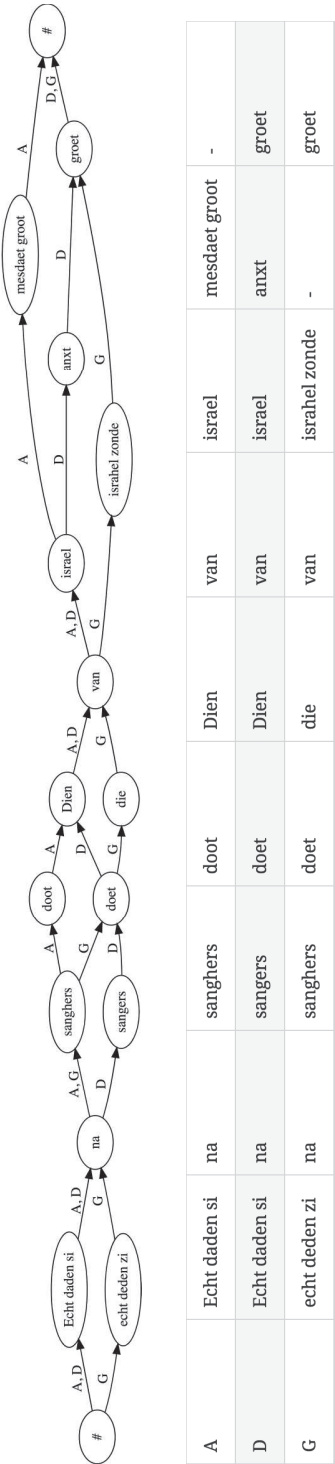 #
A, D
G
Echt daden si
echt deden zi
A, D
G
na
A, G
D
sanghers
sangers
A
G
D
doot
doet
A
D
G
Dien
die
A, D
G
van
A, D
G
israel
israhel zonde
A
D
G
mesdaet groot
anxt
D
groet
A
D, G
#
A Echt daden si na sanghers doot Dien van israel mesdaet groot -
D Echt daden si na sangers doet Dien van israel anxt groet
G echt deden zi na sanghers doet die van israhel zonde - groet